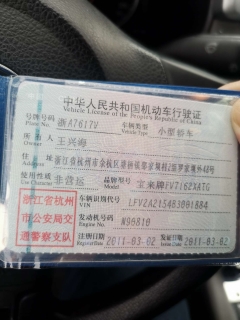 中华人民共和国机动车行驶证
Vehicle License of the People's Republic of China
号牌号码 浙A7617V 车辆类型 小型轿车
Plate No. Vehicle Type
所有人 王兴海
Owner
住址 浙江省杭州市余杭区塘栖镇
Address
使用性质 非营运 品牌型号 宝来牌FV7162XATG
Use Character Model
浙江省杭州
市公安局交
通警察支队
车辆识别代号 LFV2A21543001884
VIN
发动机号码 N99810
Engine No.
注册日期 2011-03-02 发证日期 2011-03-02
Register Date Issue Date